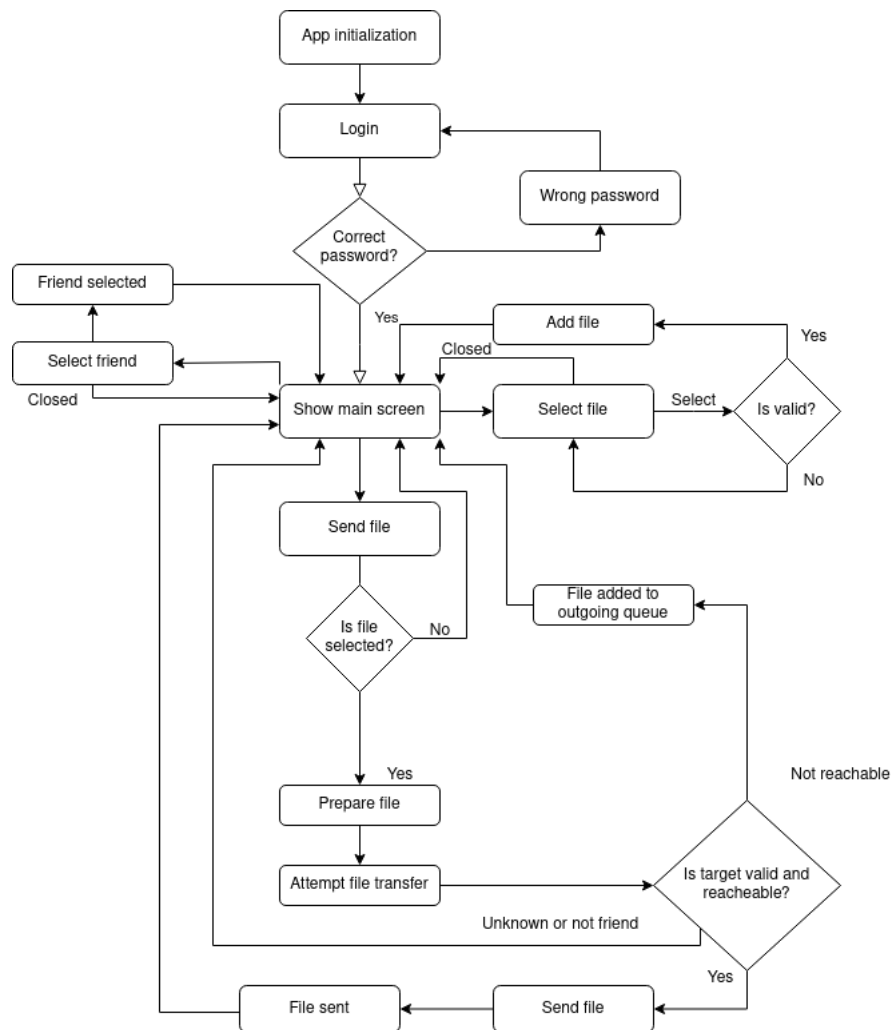 App initialization
Login
Wrong password
Correct
password?
Friend selected
Yes
Add file
Yes
Select friend
Closed
Closed
Show main screen
Select file
Select
Is valid?
No
Send file
File added to
outgoing queue
Is file
selected?
No
Yes
Not reachable
Prepare file
Attempt file transfer
Is target valid and
reacheable?
Unknown or not friend
Yes
File sent
Send file